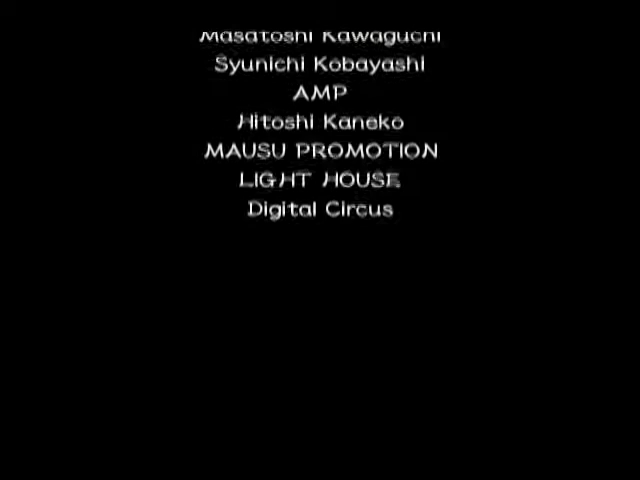 Masatoshi Kawaguchi
Syunichi Kobayashi
AMP
Hitoshi Kaneko
MAUSU PROMOTION
LIGHT HOUSE
Digital Circus